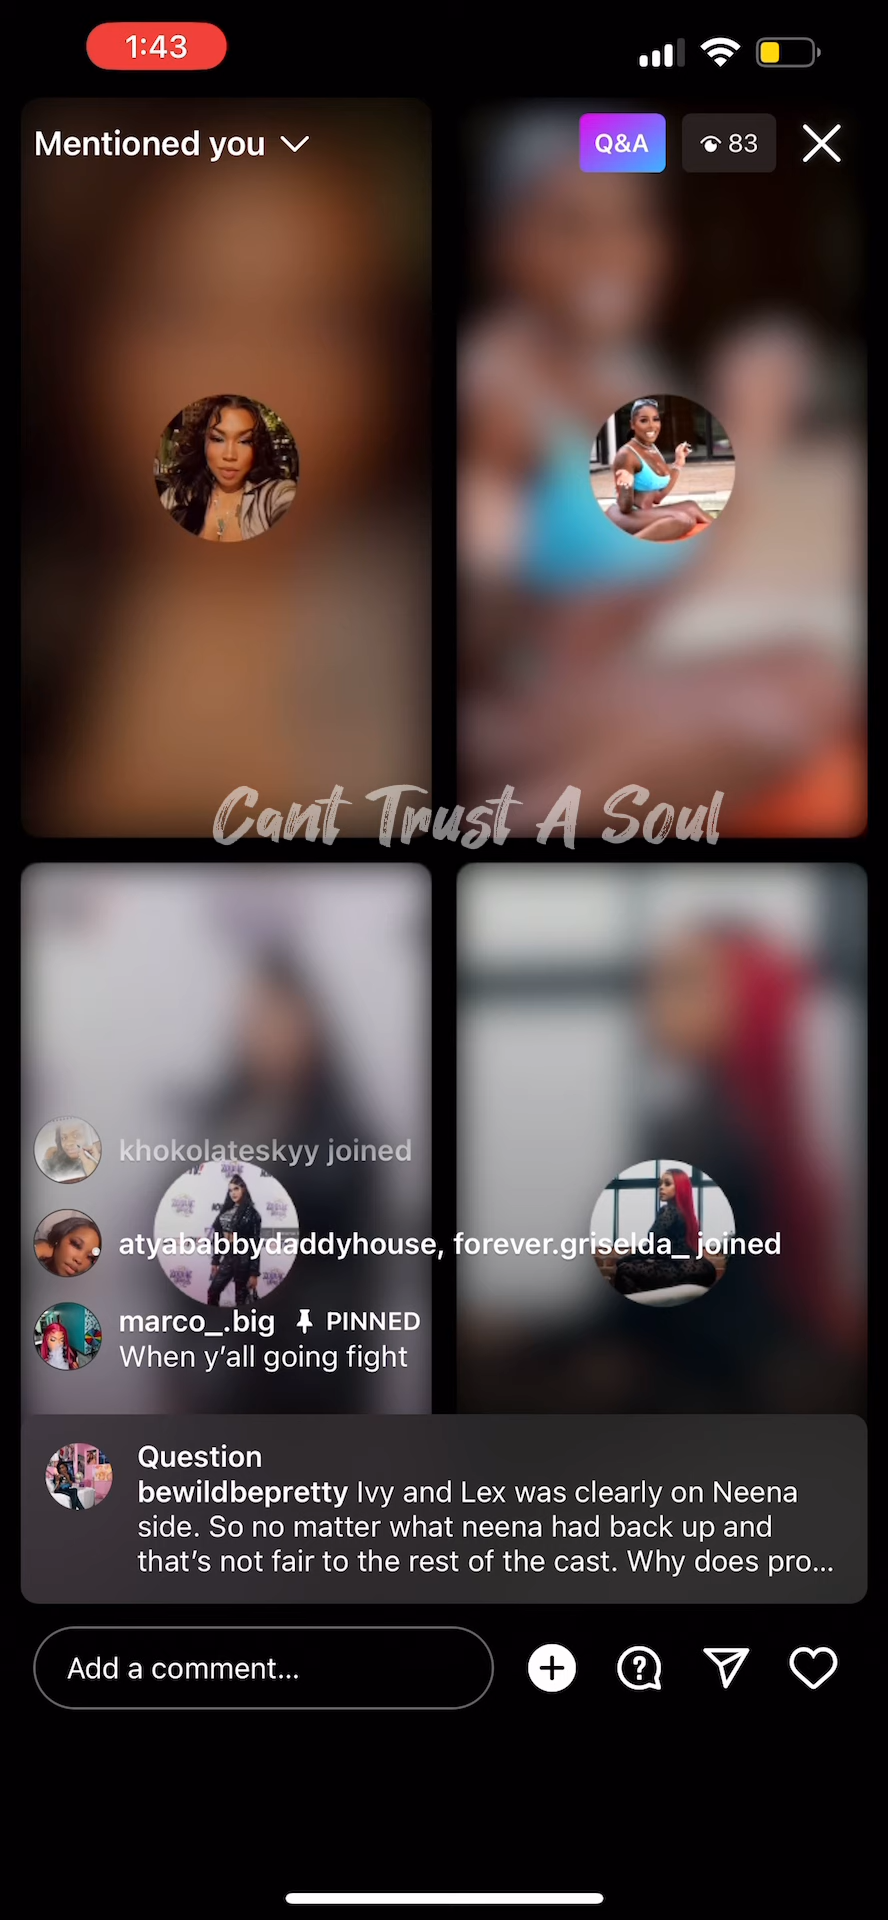 1:43
Mentioned you
Q&A
83
Cant Trust A Soul
khokolateskyy joined
atyababbydaddyhouse, forever.griselda_ joined
marco_.big PINNED
When y'all going fight
Question
bewildbepretty Ivy and Lex was clearly on Neena
side. So no matter what neena had back up and
that's not fair to the rest of the cast. Why does pro...
Add a comment...